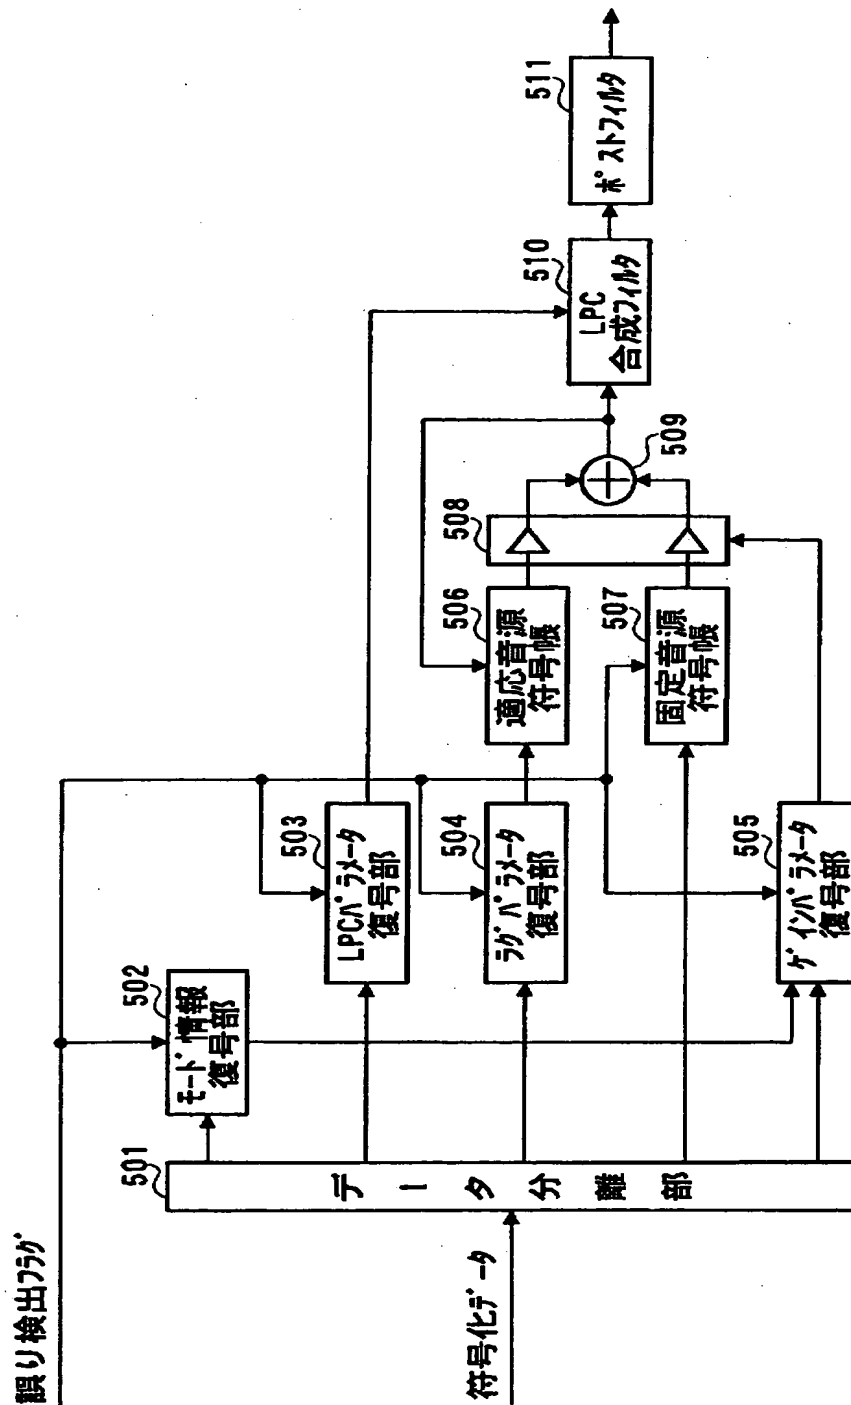 誤り検出フラグ
符号化データ
501
データ分離部
502
モード情報
復号部
503
LPCパラメータ
復号部
504
ラグパラメータ
復号部
505
ゲインパラメータ
復号部
506
適応音源
符号帳
507
固定音源
符号帳
508
509
510
LPC
合成フィルタ
511
ポストフィルタ